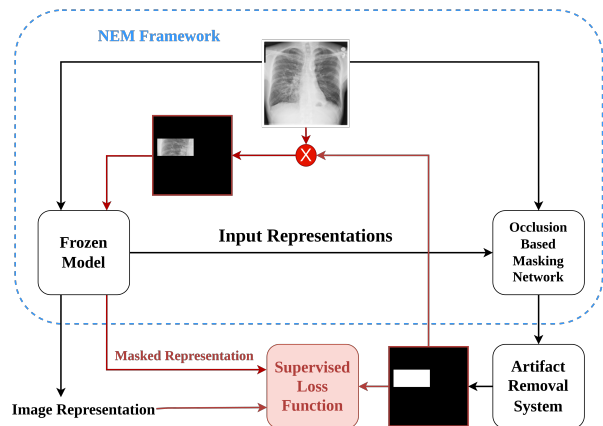 NEM Framework
X
Frozen
Model
Input Representations
Occlusion
Based
Masking
Network
Masked Representation
Supervised
Loss
Function
Artifact
Removal
System
Image Representation